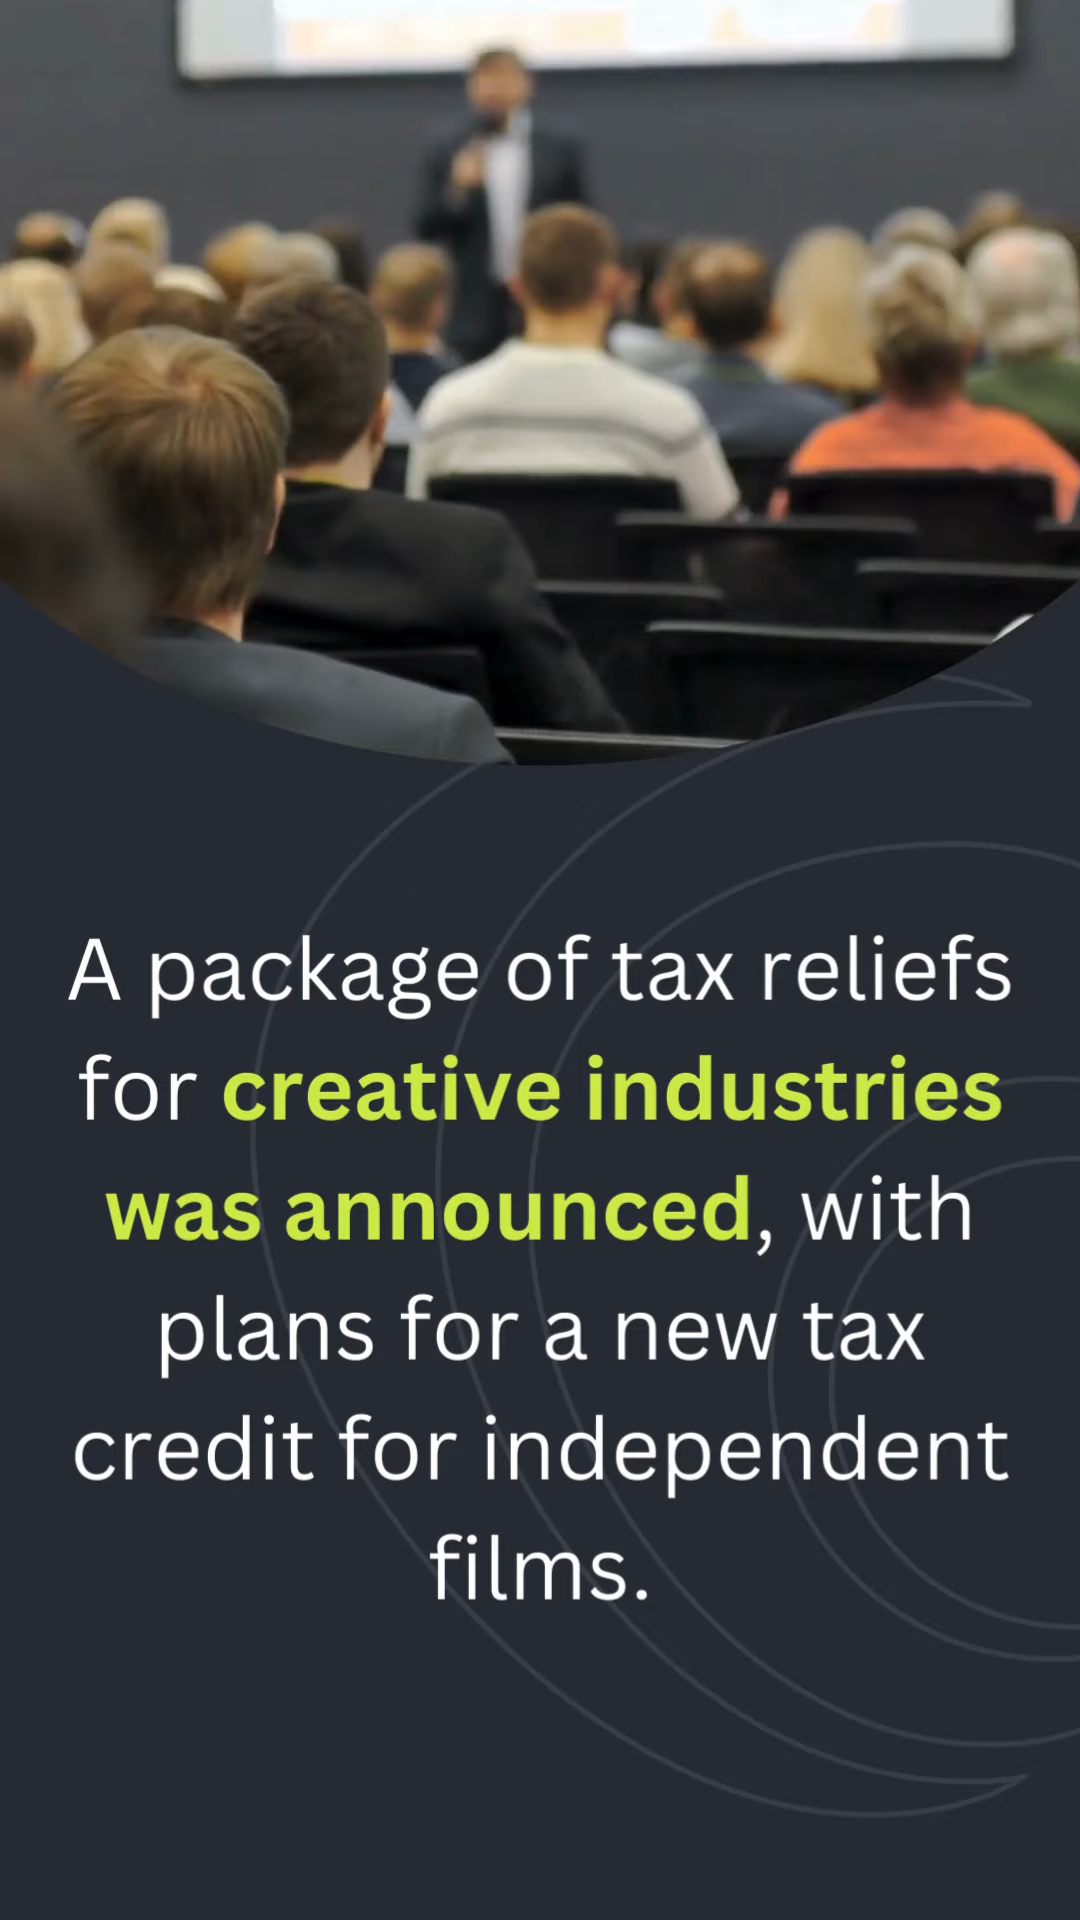 A package of tax reliefs
for creative industries
was announced, with
plans for a new tax
credit for independent
films.